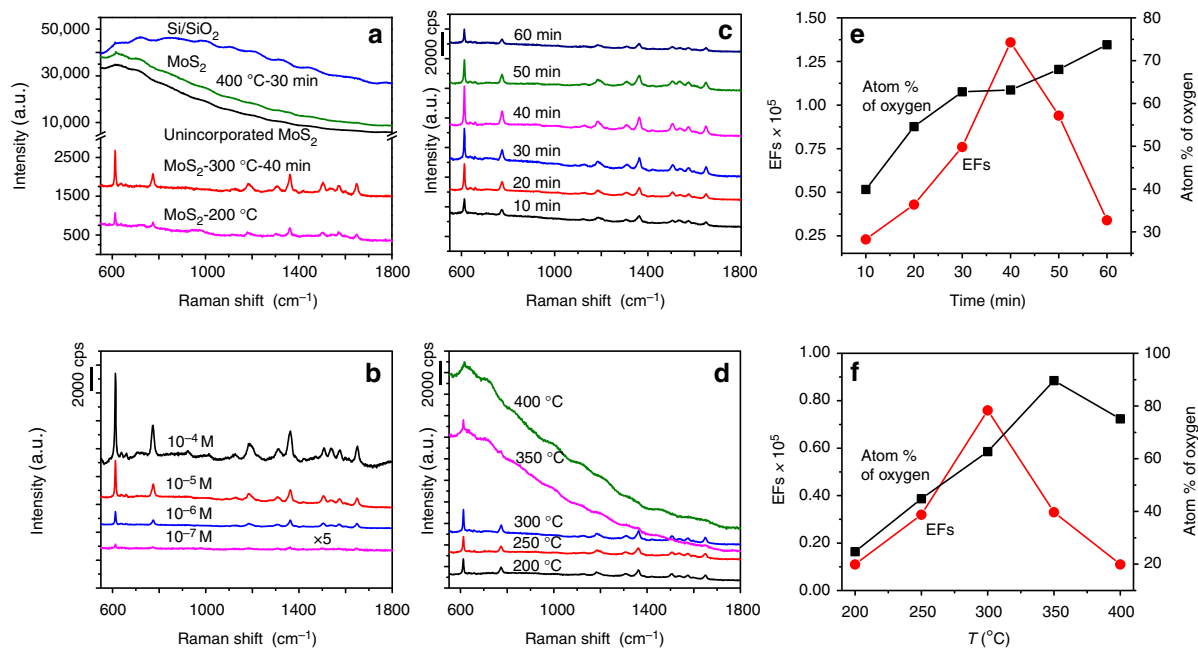 a
50,000
30,000
10,000
2500
1500
500
Intensity (a.u.)
Si/SiO2
MoS2
400 °C-30 min
Unincorporated MoS2
MoS2-300 °C-40 min
MoS2-200 °C
600
1000
1400
1800
Raman shift (cm–1)
c
2000 cps
Intensity (a.u.)
60 min
50 min
40 min
30 min
20 min
10 min
600
1000
1400
1800
Raman shift (cm–1)
e
1.50
1.25
1.00
0.75
0.50
0.25
EFs × 10⁵
Atom %
of oxygen
EFs
80
70
60
50
40
30
Atom % of oxygen
10
20
30
40
50
60
Time (min)
b
2000 cps
Intensity (a.u.)
10–4 M
10–5 M
10–6 M
10–7 M
×5
600
1000
1400
1800
Raman shift (cm–1)
d
2000 cps
Intensity (a.u.)
400 °C
350 °C
300 °C
250 °C
200 °C
600
1000
1400
1800
Raman shift (cm–1)
f
1.00
0.80
0.60
0.40
0.20
0.00
EFs × 10⁵
Atom %
of oxygen
EFs
100
80
60
40
20
Atom % of oxygen
200
250
300
350
400
T (°C)